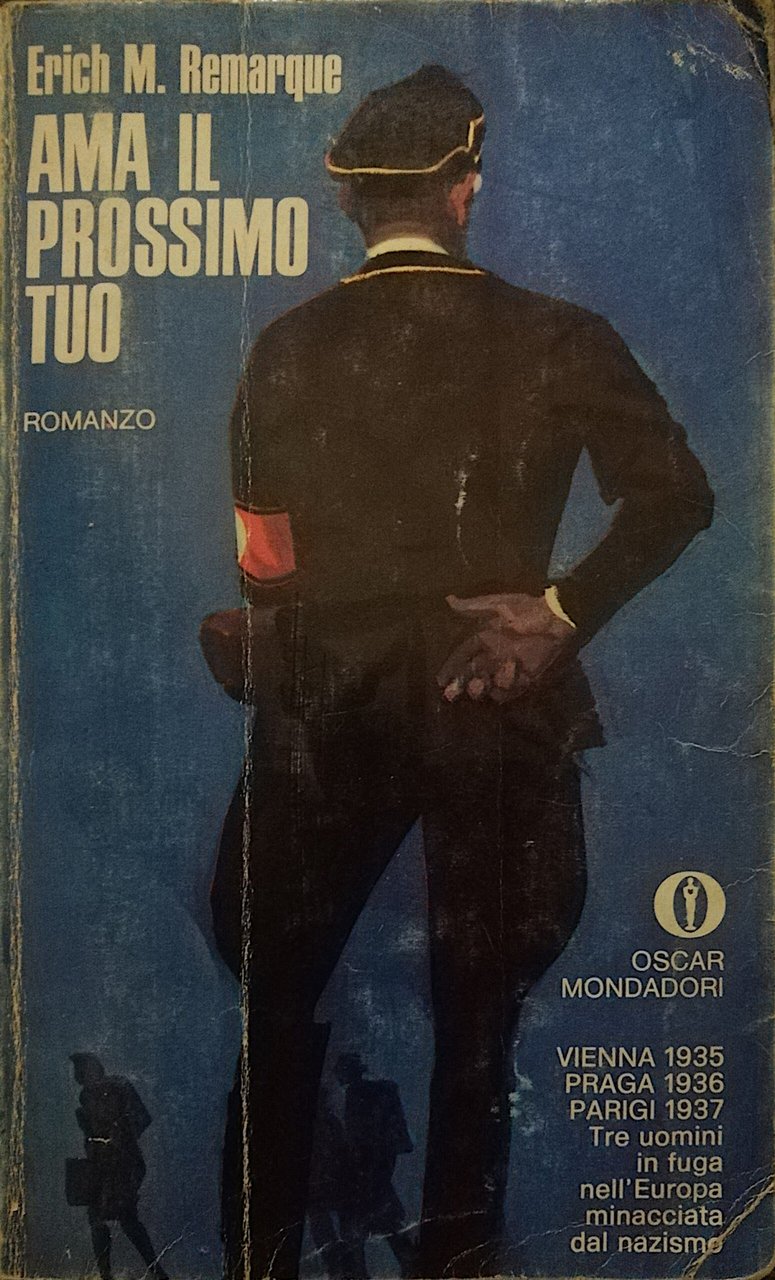 Erich M. Remarque
AMA IL
PROSSIMO
TUO
ROMANZO
OSCAR
MONDADORI
VIENNA 1935
PRAGA 1936
PARIGI 1937
Tre uomini
in fuga
nell'Europa
minacciata
dal nazismo